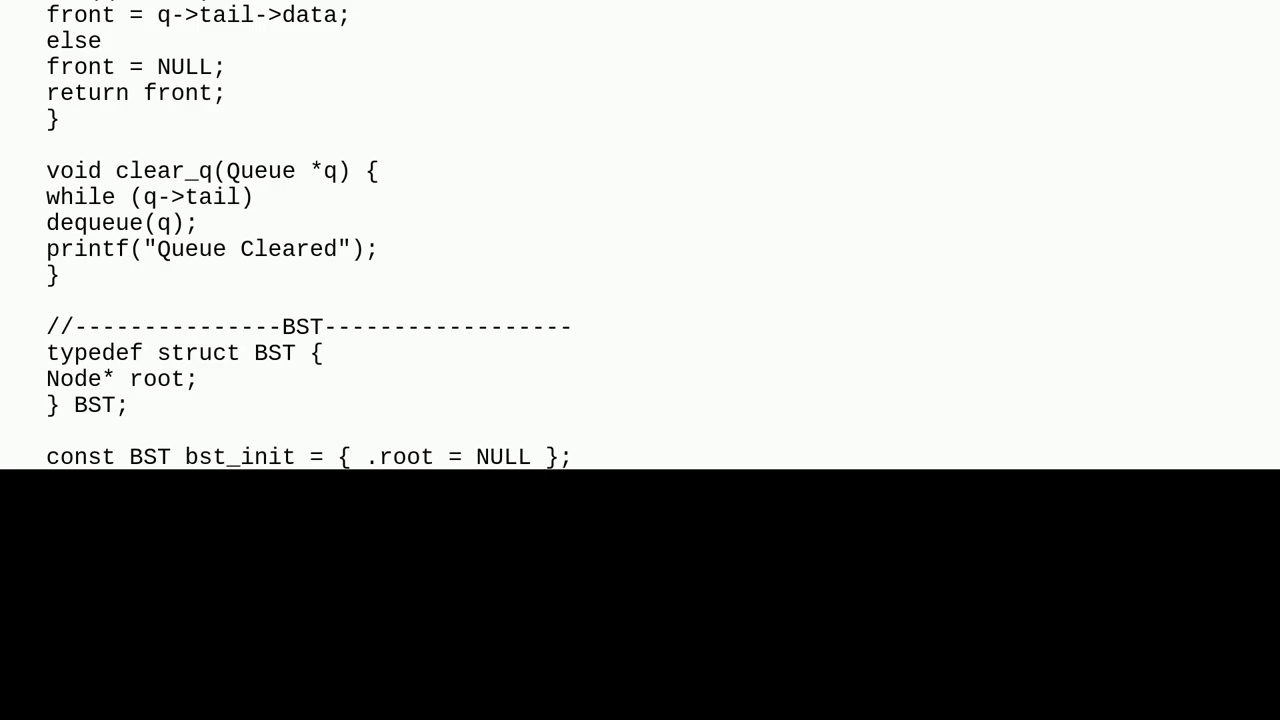 front = q->tail->data;
else
front = NULL;
return front;
}

void clear_q(Queue *q) {
while (q->tail)
dequeue(q);
printf("Queue Cleared");
}

//---------------BST------------------
typedef struct BST {
Node* root;
} BST;

const BST bst_init = { .root = NULL };